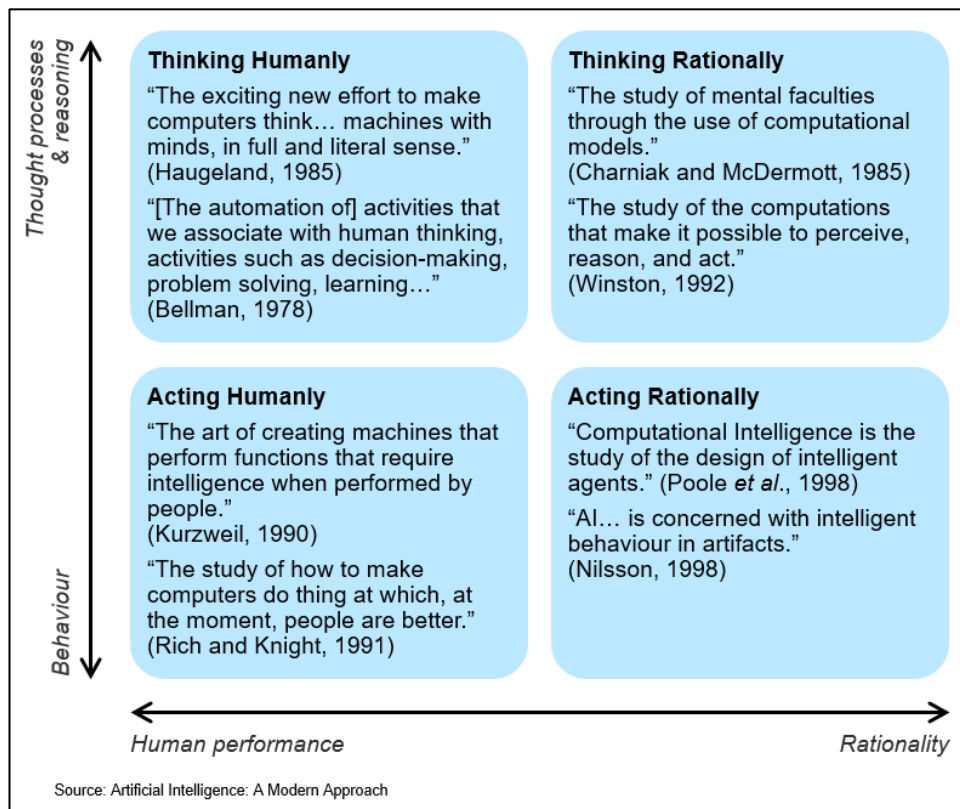 Thought processes
& reasoning
Thinking Humanly
“The exciting new effort to make
computers think… machines with
minds, in full and literal sense.”
(Haugeland, 1985)
“[The automation of] activities that
we associate with human thinking,
activities such as decision-making,
problem solving, learning…”
(Bellman, 1978)
Thinking Rationally
“The study of mental faculties
through the use of computational
models.”
(Charniak and McDermott, 1985)
“The study of the computations
that make it possible to perceive,
reason, and act.”
(Winston, 1992)
Behaviour
Acting Humanly
“The art of creating machines that
perform functions that require
intelligence when performed by
people.”
(Kurzweil, 1990)
“The study of how to make
computers do thing at which, at
the moment, people are better.”
(Rich and Knight, 1991)
Acting Rationally
“Computational Intelligence is the
study of the design of intelligent
agents.” (Poole et al., 1998)
“AI… is concerned with intelligent
behaviour in artifacts.”
(Nilsson, 1998)
Human performance
Rationality
Source: Artificial Intelligence: A Modern Approach